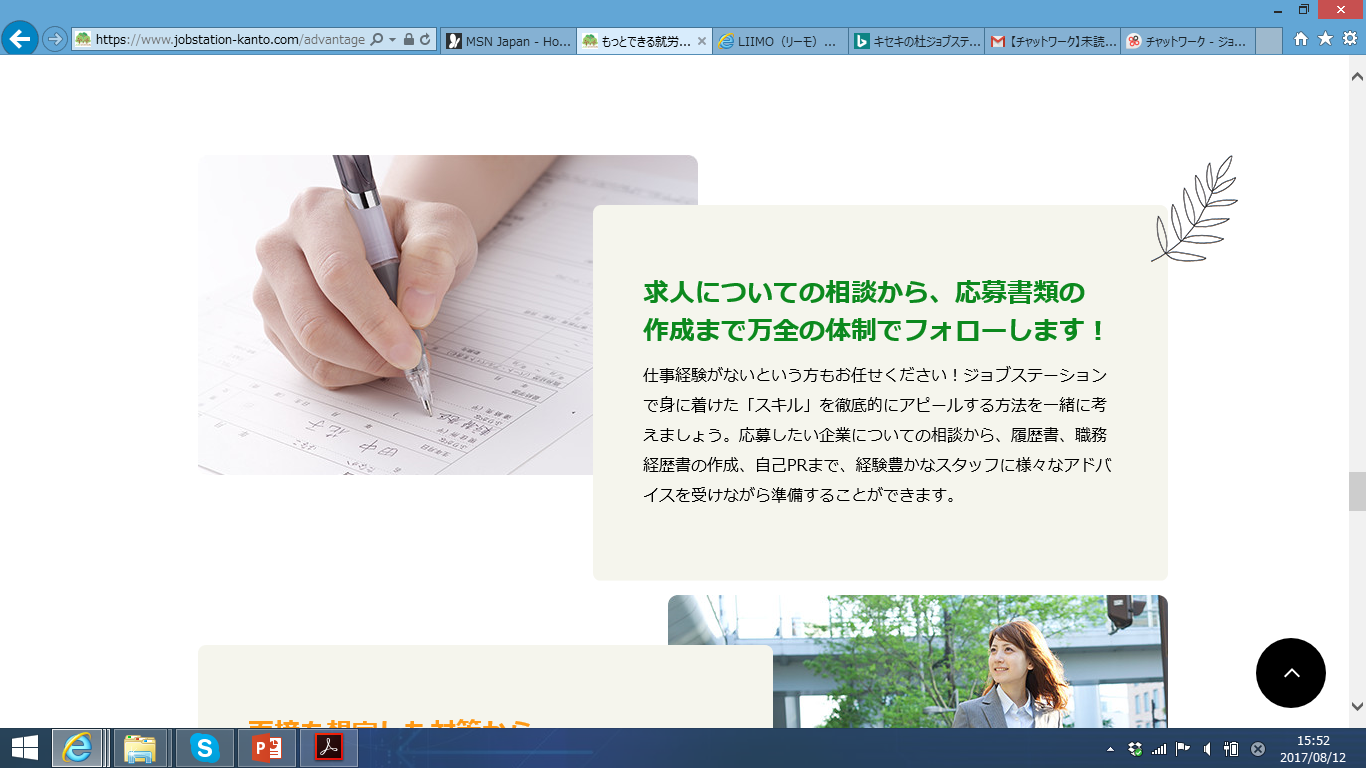 https://www.jobstation-kanto.com/advantage
MSN Japan - Ho...
もっとできる就労...
LIIMO（リーモ）...
キセキの杜ジョブステ...
【チャットワーク】未読...
チャットワーク - ジョ...
求人についての相談から、応募書類の
作成まで万全の体制でフォローします！
仕事経験がないという方もお任せください！ジョブステーション
で身に着けた「スキル」を徹底的にアピールする方法を一緒に考
えましょう。応募したい企業についての相談から、履歴書、職務
経歴書の作成、自己PRまで、経験豊かなスタッフに様々なアドバ
イスを受けながら準備することができます。
面接を想定した対策から
15:52
2017/08/12